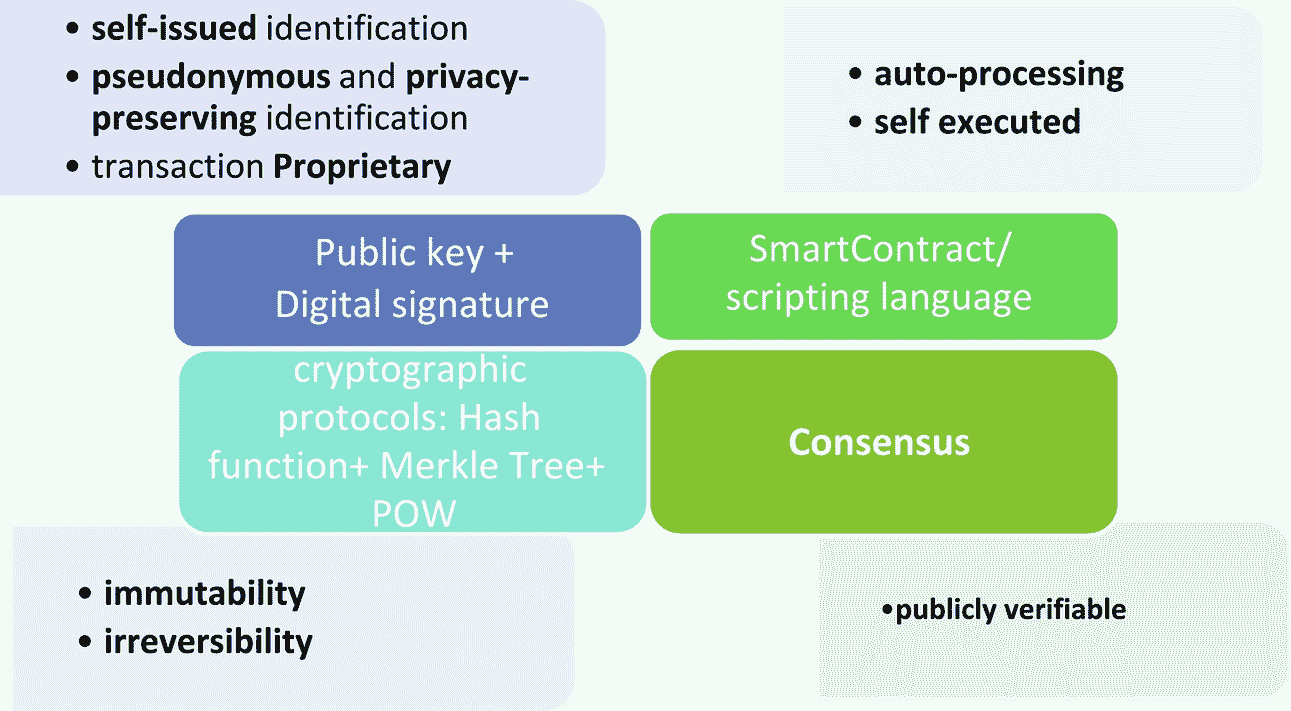 • self-issued identification
• pseudonymous and privacy-
preserving identification
• transaction Proprietary
• auto-processing
• self executed
Public key +
Digital signature
SmartContract/
scripting language
cryptographic
protocols: Hash
function+ Merkle Tree+
POW
Consensus
• immutability
• irreversibility
•publicly verifiable